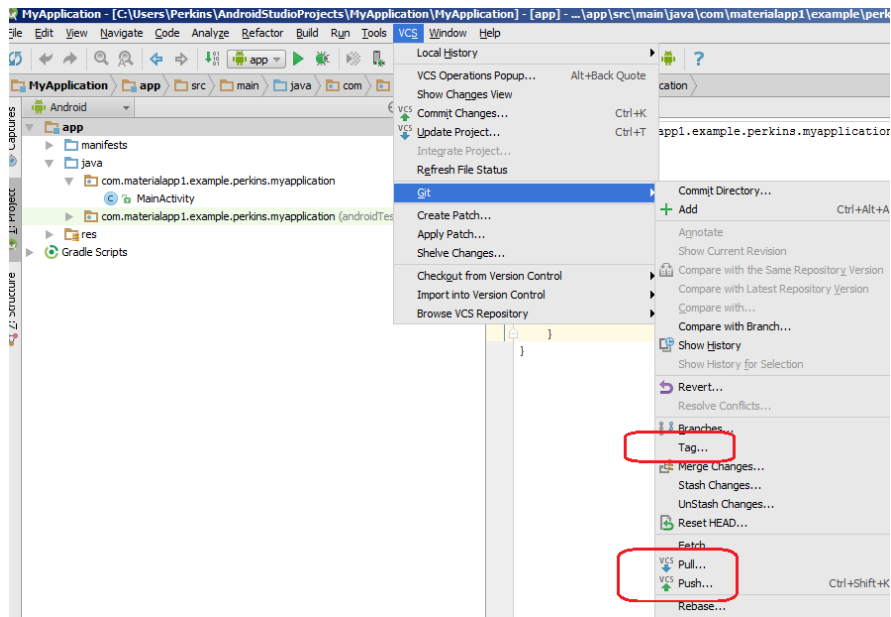 MyApplication - [C:\Users\Perkins\AndroidStudioProjects\MyApplication\MyApplication] - [app] - ...\app\src\main\java\com\materialapp1\example\perk
File Edit View Navigate Code Analyze Refactor Build Run Tools VCS Window Help
app
MyApplication app src main java com
cation
Android
Captures
1: Project
7: Structure
app
manifests
java
com.materialapp1.example.perkins.myapplication
MainActivity
com.materialapp1.example.perkins.myapplication (androidTes
res
Gradle Scripts
Local History
VCS Operations Popup... Alt+Back Quote
Show Changes View
Commit Changes... Ctrl+K
Update Project... Ctrl+T
Integrate Project...
Refresh File Status
Git
Create Patch...
Apply Patch...
Shelve Changes...
Checkout from Version Control
Import into Version Control
Browse VCS Repository
app1.example.perkins.myapplication
}
}
Commit Directory...
Add Ctrl+Alt+A
Annotate
Show Current Revision
Compare with the Same Repository Version
Compare with Latest Repository Version
Compare with...
Compare with Branch...
Show History
Show History for Selection
Revert...
Resolve Conflicts...
Branches...
Tag...
Merge Changes...
Stash Changes...
UnStash Changes...
Reset HEAD...
Fetch
Pull...
Push... Ctrl+Shift+K
Rebase...